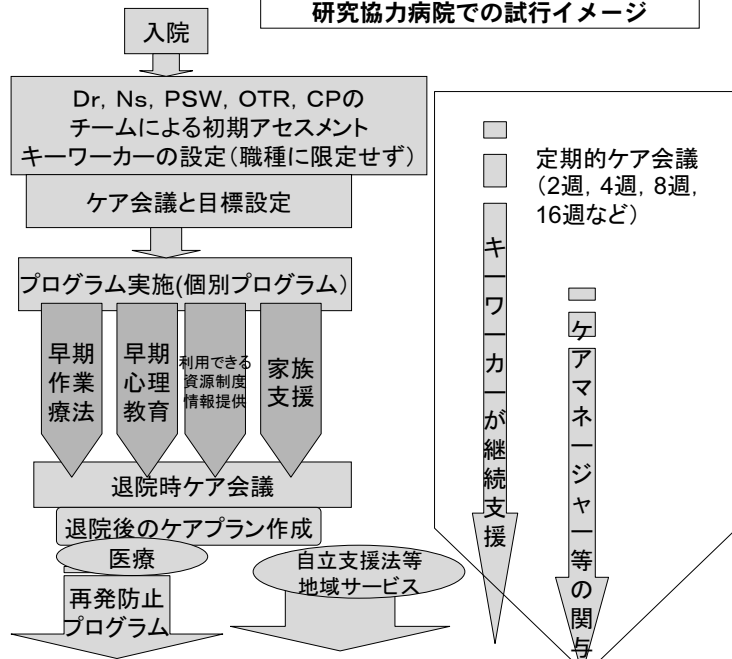 研究協力病院での試行イメージ
入院
Dr, Ns, PSW, OTR, CPの
チームによる初期アセスメント
キーワーカーの設定(職種に限定せず)
ケア会議と目標設定
プログラム実施(個別プログラム)
早期
作業
療法
早期
心理
教育
利用できる
資源制度
情報提供
家族
支援
退院時ケア会議
退院後のケアプラン作成
医療
再発防止
プログラム
自立支援法等
地域サービス
定期的ケア会議
(2週, 4週, 8週,
16週など)
キーワーカーが継続支援
ケアマネージャー等の関与